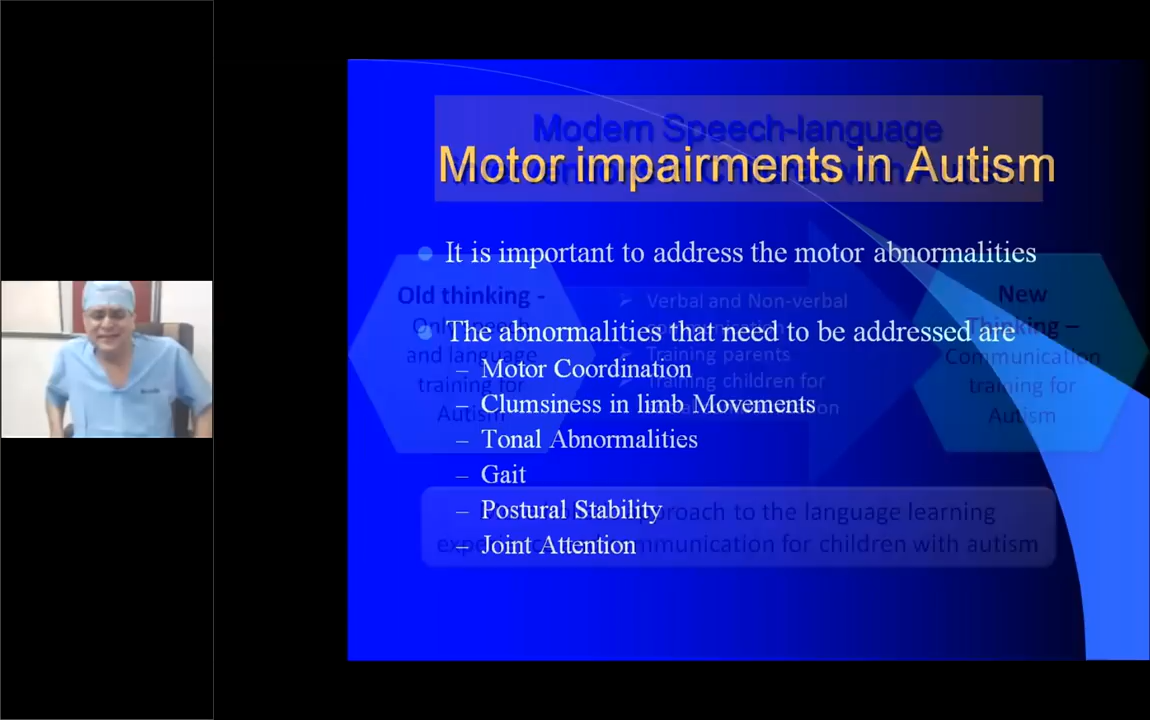 Modern Speech-language
Motor impairments in Autism
It is important to address the motor abnormalities
Old thinking -
Verbal and Non-verbal
New
Thinking –
The abnormalities that need to be addressed are
and language
Training parents
Communication
– Motor Coordination
training for
Training children for
training for
– Clumsiness in limb Movements
Autism
Autism
– Tonal Abnormalities
– Gait
– Postural Stability
approach to the language learning
– Joint Attention
communication for children with autism